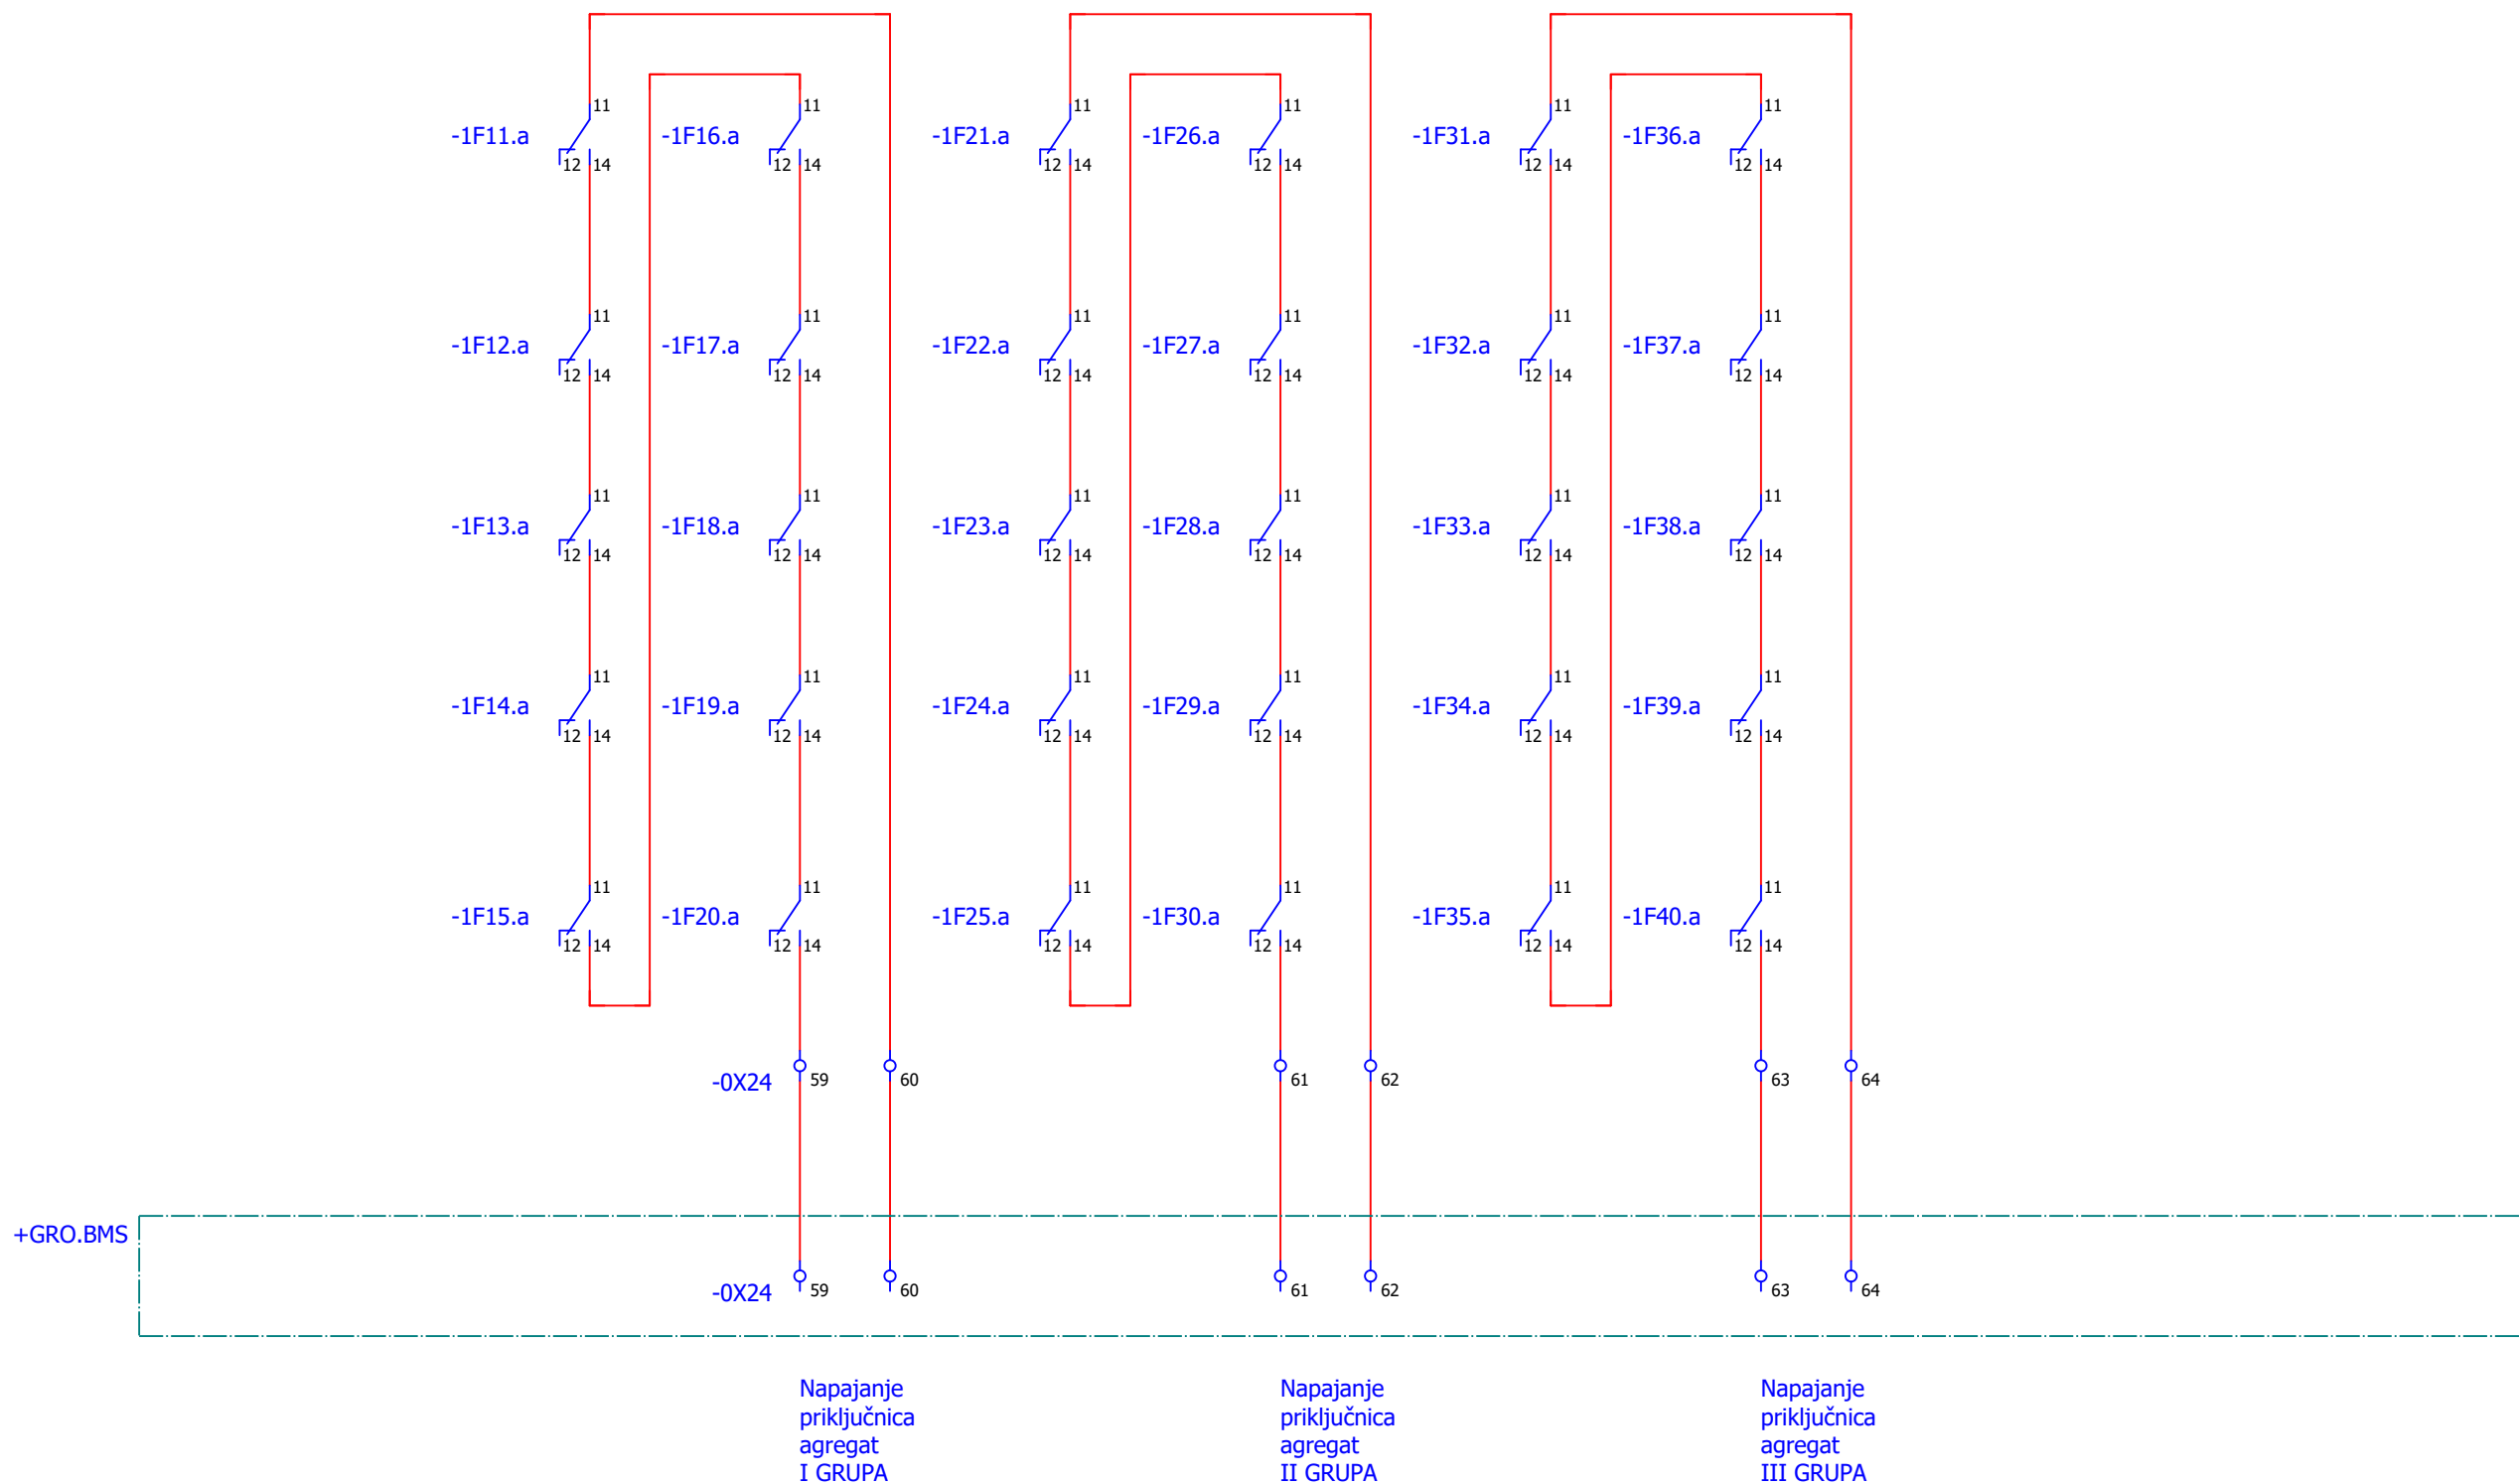 11 11 11 11 11 11
-1F11.a -1F16.a -1F21.a -1F26.a -1F31.a -1F36.a
12 14 12 14 12 14 12 14 12 14 12 14
11 11 11 11 11 11
-1F12.a -1F17.a -1F22.a -1F27.a -1F32.a -1F37.a
12 14 12 14 12 14 12 14 12 14 12 14
11 11 11 11 11 11
-1F13.a -1F18.a -1F23.a -1F28.a -1F33.a -1F38.a
12 14 12 14 12 14 12 14 12 14 12 14
11 11 11 11 11 11
-1F14.a -1F19.a -1F24.a -1F29.a -1F34.a -1F39.a
12 14 12 14 12 14 12 14 12 14 12 14
11 11 11 11 11 11
-1F15.a -1F20.a -1F25.a -1F30.a -1F35.a -1F40.a
12 14 12 14 12 14 12 14 12 14 12 14
-0X24 59 60 61 62 63 64
+GRO.BMS
-0X24 59 60 61 62 63 64
Napajanje
priključnica
agregat
I GRUPA
Napajanje
priključnica
agregat
II GRUPA
Napajanje
priključnica
agregat
III GRUPA